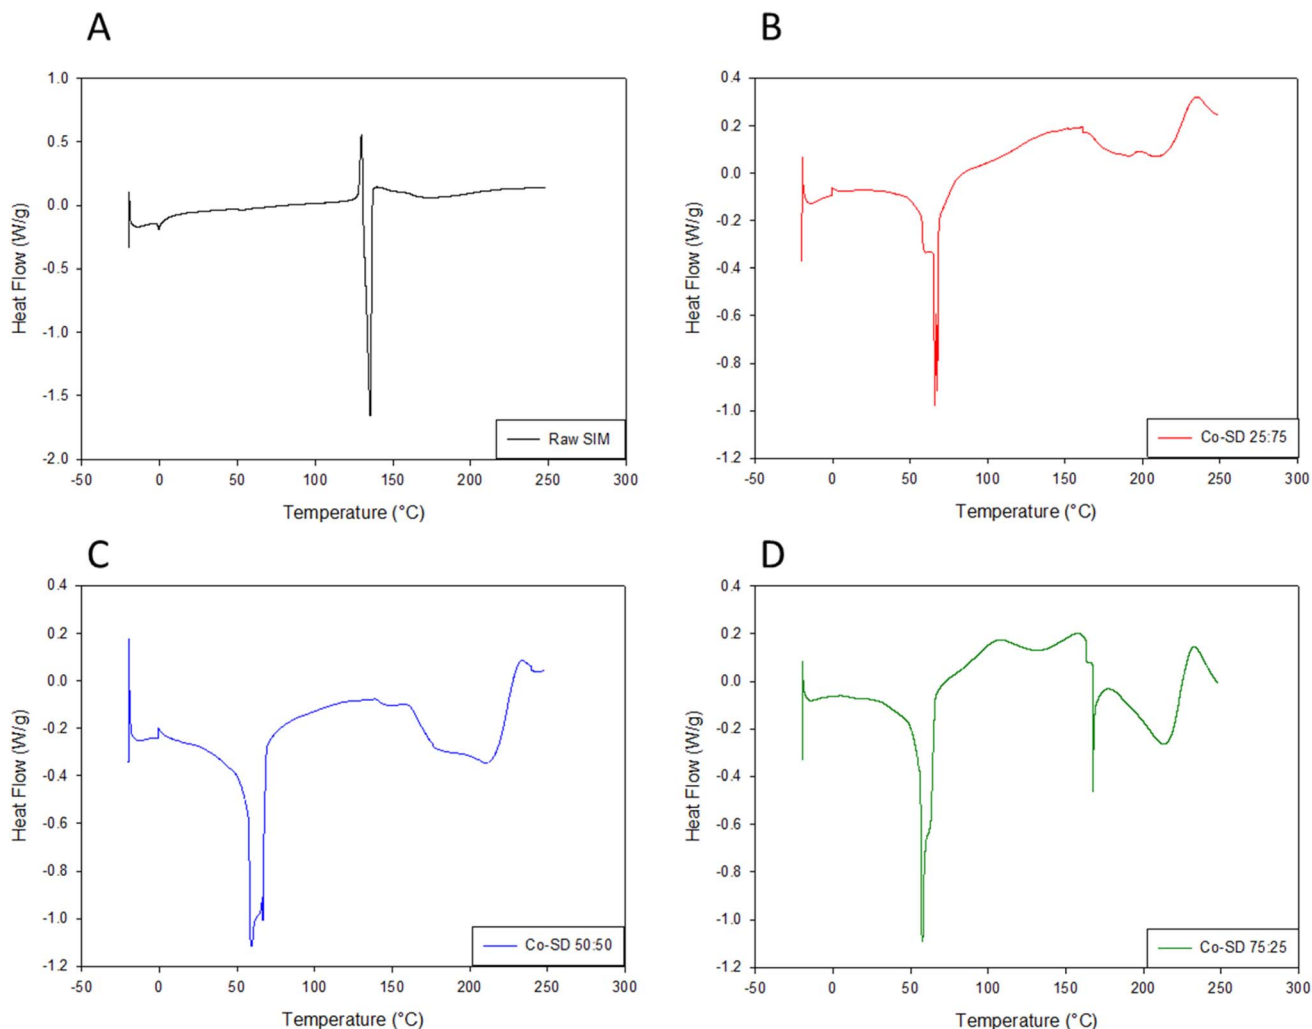 A
1.0
0.5
0.0
-0.5
-1.0
-1.5
-2.0
Heat Flow (W/g)
-50 0 50 100 150 200 250 300
Temperature (°C)
Raw SIM
B
0.4
0.2
0.0
-0.2
-0.4
-0.6
-0.8
-1.0
-1.2
Heat Flow (W/g)
-50 0 50 100 150 200 250 300
Temperature (°C)
Co-SD 25:75
C
0.4
0.2
0.0
-0.2
-0.4
-0.6
-0.8
-1.0
-1.2
Heat Flow (W/g)
-50 0 50 100 150 200 250 300
Temperature (°C)
Co-SD 50:50
D
0.4
0.2
0.0
-0.2
-0.4
-0.6
-0.8
-1.0
-1.2
Heat Flow (W/g)
-50 0 50 100 150 200 250 300
Temperature (°C)
Co-SD 75:25